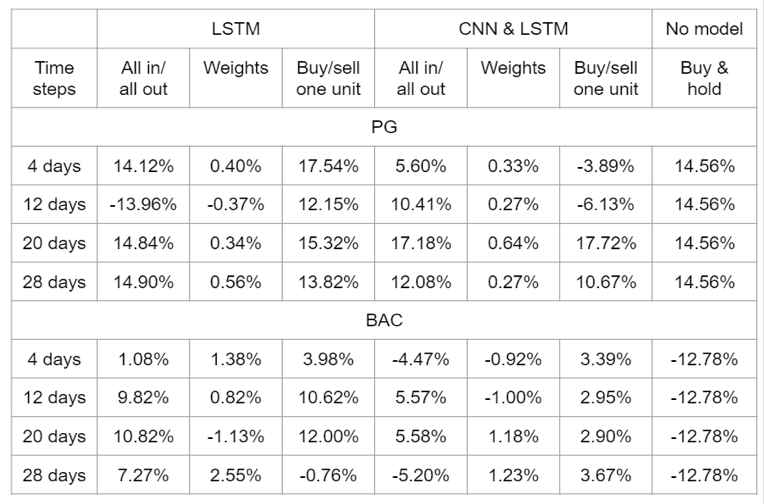 LSTM CNN & LSTM No model
Time steps All in/ all out Weights Buy/sell one unit All in/ all out Weights Buy/sell one unit Buy & hold
PG
4 days 14.12% 0.40% 17.54% 5.60% 0.33% -3.89% 14.56%
12 days -13.96% -0.37% 12.15% 10.41% 0.27% -6.13% 14.56%
20 days 14.84% 0.34% 15.32% 17.18% 0.64% 17.72% 14.56%
28 days 14.90% 0.56% 13.82% 12.08% 0.27% 10.67% 14.56%
BAC
4 days 1.08% 1.38% 3.98% -4.47% -0.92% 3.39% -12.78%
12 days 9.82% 0.82% 10.62% 5.57% -1.00% 2.95% -12.78%
20 days 10.82% -1.13% 12.00% 5.58% 1.18% 2.90% -12.78%
28 days 7.27% 2.55% -0.76% -5.20% 1.23% 3.67% -12.78%